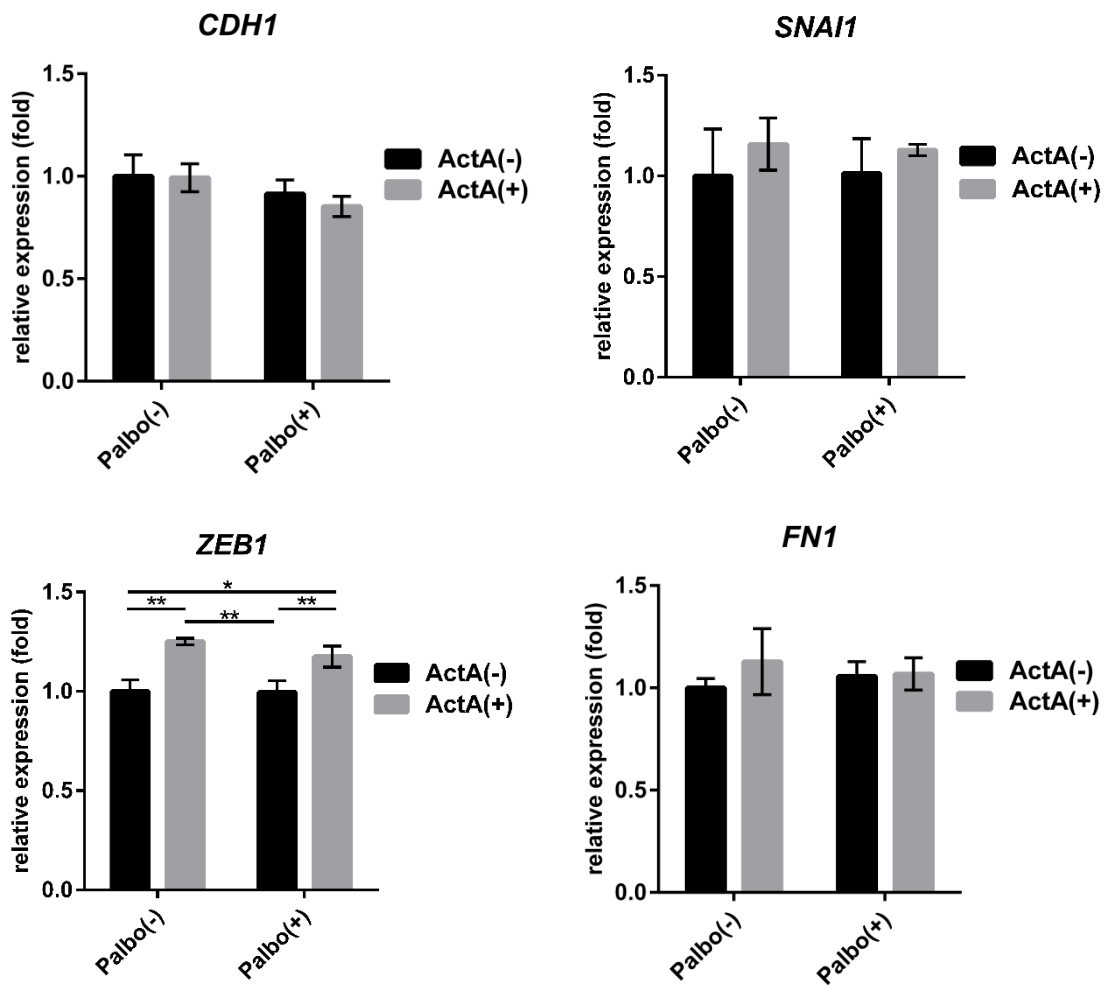 CDH1
relative expression (fold)
1.5
1.0
0.5
0.0
Palbo(-)
Palbo(+)
ActA(-)
ActA(+)
SNAI1
relative expression (fold)
1.5
1.0
0.5
0.0
Palbo(-)
Palbo(+)
ActA(-)
ActA(+)
ZEB1
relative expression (fold)
1.5
1.0
0.5
0.0
*
**
**
**
Palbo(-)
Palbo(+)
ActA(-)
ActA(+)
FN1
relative expression (fold)
1.5
1.0
0.5
0.0
Palbo(-)
Palbo(+)
ActA(-)
ActA(+)